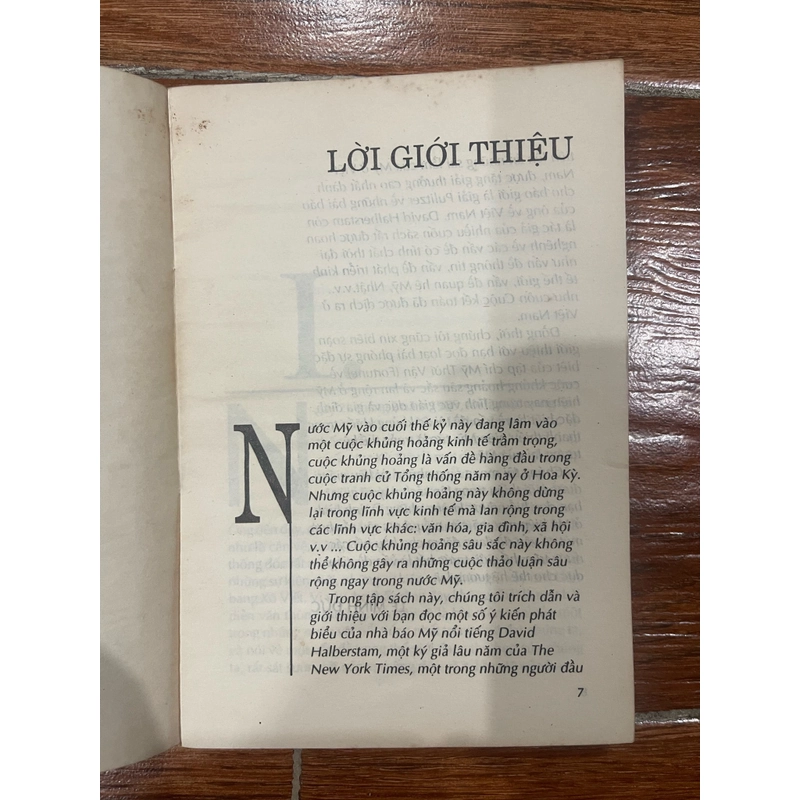 LỜI GIỚI THIỆU
Nước Mỹ vào cuối thế kỷ này đang lâm vào
một cuộc khủng hoảng kinh tế trầm trọng,
cuộc khủng hoảng là vấn đề hàng đầu trong
cuộc tranh cử Tổng thống năm nay ở Hoa Kỳ.
Nhưng cuộc khủng hoảng này không dừng
lại trong lĩnh vực kinh tế mà lan rộng trong
các lĩnh vực khác: văn hóa, gia đình, xã hội
v.v ... Cuộc khủng hoảng sâu sắc này không
thể không gây ra những cuộc thảo luận sâu
rộng ngay trong nước Mỹ.
Trong tập sách này, chúng tôi trích dẫn và
giới thiệu với bạn đọc một số ý kiến phát
biểu của nhà báo Mỹ nổi tiếng David
Halberstam, một ký giả lâu năm của The
New York Times, một trong những người đầu
7